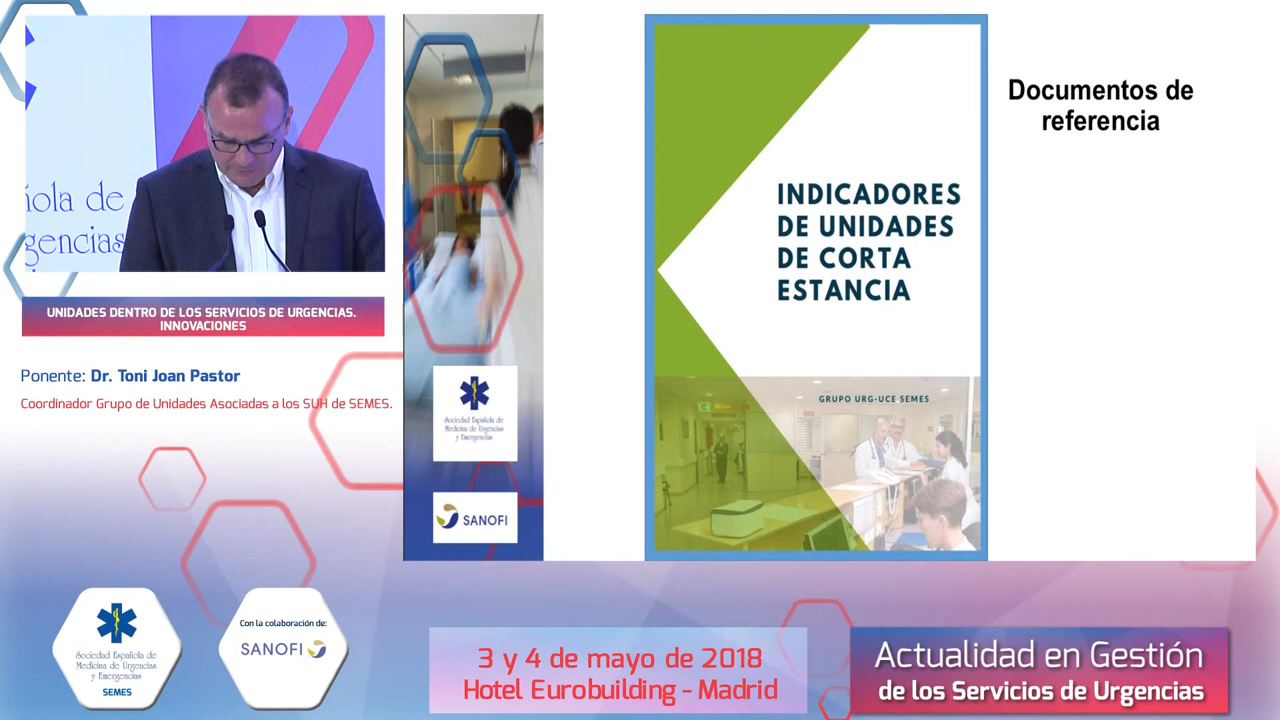 ñola de
rgencias
UNIDADES DENTRO DE LOS SERVICIOS DE URGENCIAS.
INNOVACIONES
Ponente: Dr. Toni Joan Pastor
Coordinador Grupo de Unidades Asociadas a los SUH de SEMES.
Sociedad Española de
Medicina de Urgencias
y Emergencias
SANOFI
INDICADORES
DE UNIDADES
DE CORTA
ESTANCIA
GRUPO URG-UCE SEMES
Documentos de
referencia
Sociedad Española de
Medicina de Urgencias
y Emergencias
SEMES
Con la colaboración de:
SANOFI
3 y 4 de mayo de 2018
Hotel Eurobuilding - Madrid
Actualidad en Gestión
de los Servicios de Urgencias